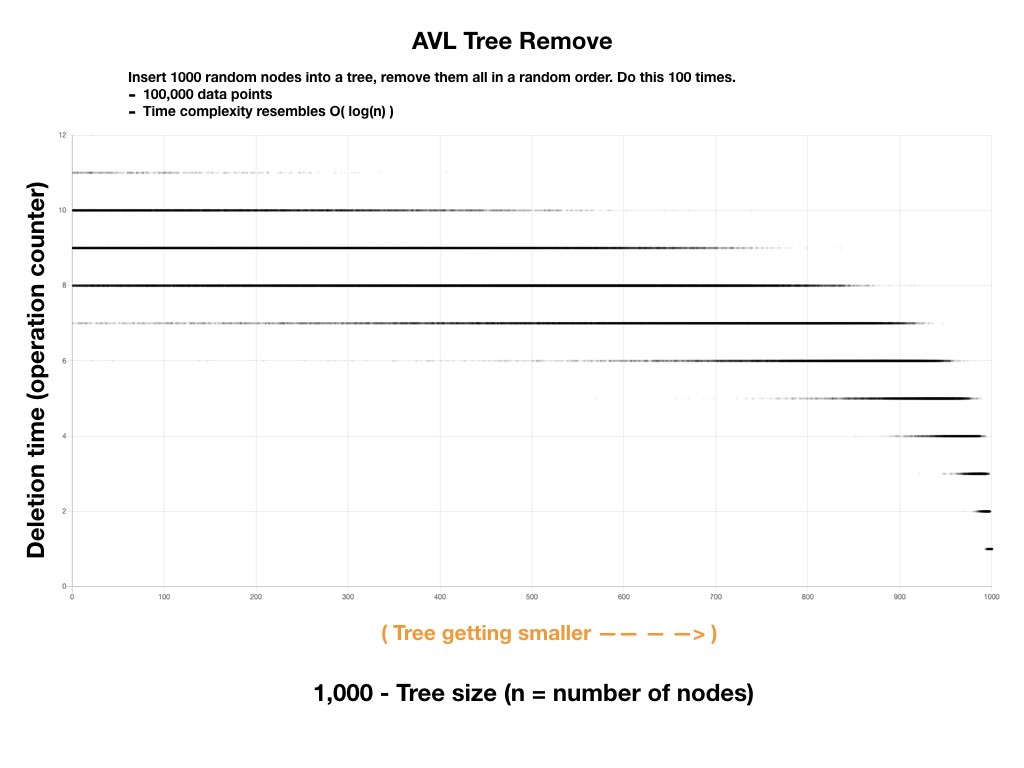 AVL Tree Remove
Insert 1000 random nodes into a tree, remove them all in a random order. Do this 100 times.
- 100,000 data points
- Time complexity resembles O( log(n) )
Deletion time (operation counter)
12
10
8
6
4
2
0
0 100 200 300 400 500 600 700 800 900 1000
( Tree getting smaller —— — —> )
1,000 - Tree size (n = number of nodes)